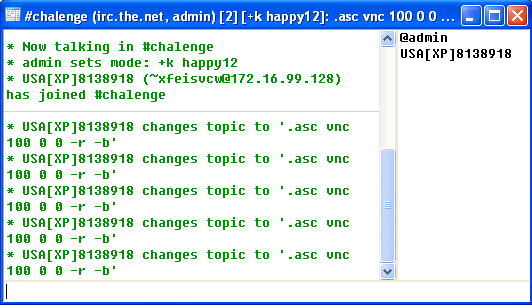 #chalenge (irc.the.net, admin) [2] [+k happy12]: .asc vnc 100 0 0 ...
* Now talking in #chalenge
* admin sets mode: +k happy12
* USA[XP]8138918 (~xfeisvcw@172.16.99.128)
has joined #chalenge
* USA[XP]8138918 changes topic to '.asc vnc
100 0 0 -r -b'
* USA[XP]8138918 changes topic to '.asc vnc
100 0 0 -r -b'
* USA[XP]8138918 changes topic to '.asc vnc
100 0 0 -r -b'
* USA[XP]8138918 changes topic to '.asc vnc
100 0 0 -r -b'
* USA[XP]8138918 changes topic to '.asc vnc
100 0 0 -r -b'
@admin
USA[XP]8138918